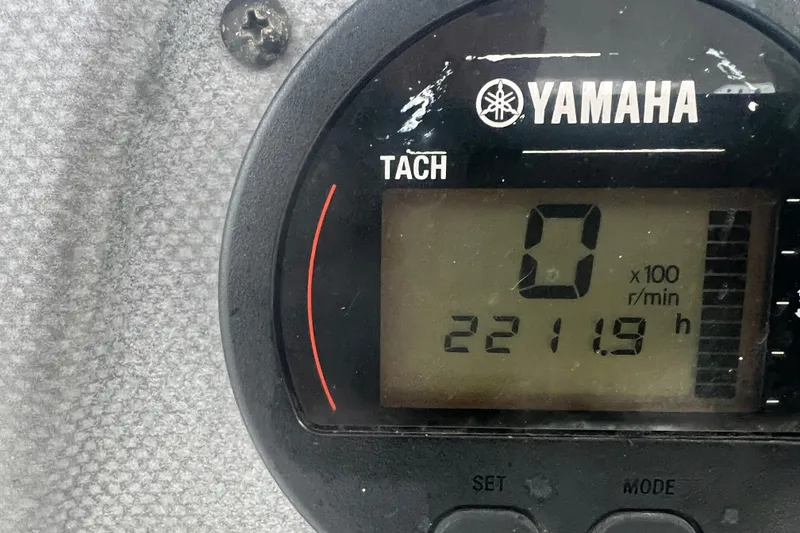 YAMAHA
TACH
0
x100
r/min
2211.9 h
SET
MODE